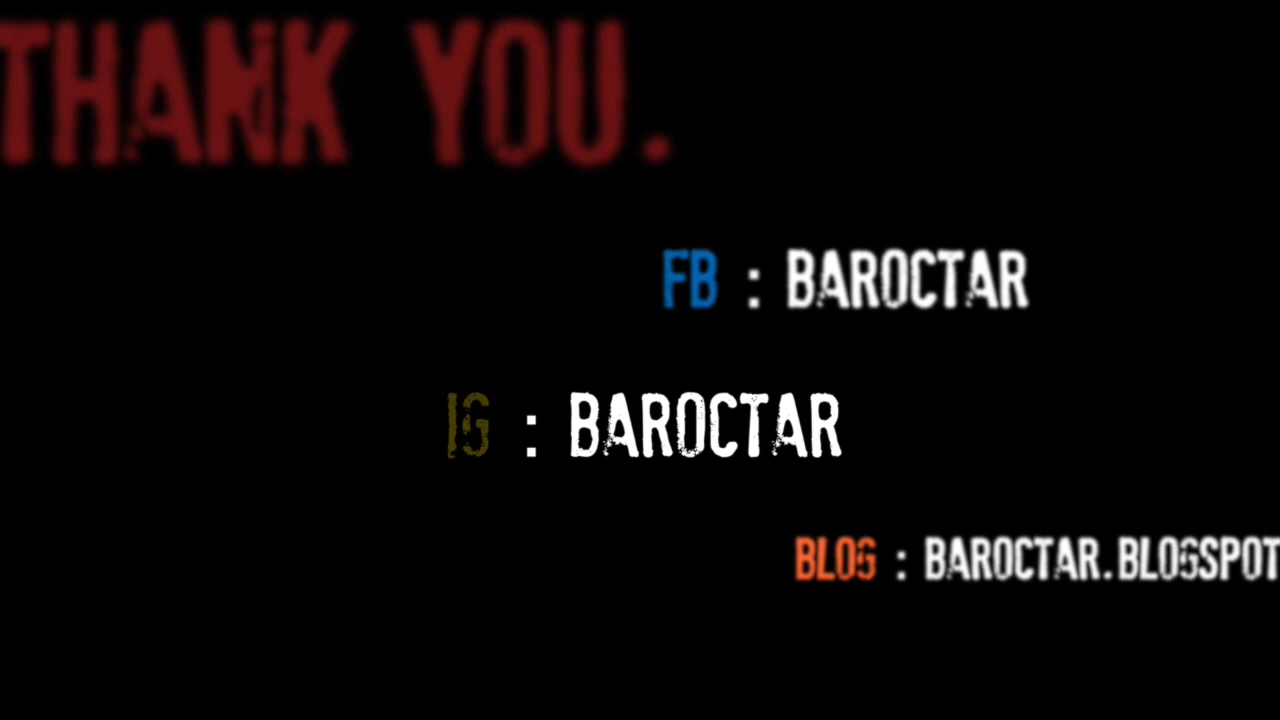 THANK YOU.
FB : BAROCTAR
IG : BAROCTAR
BLOG : BAROCTAR.BLOGSPOT